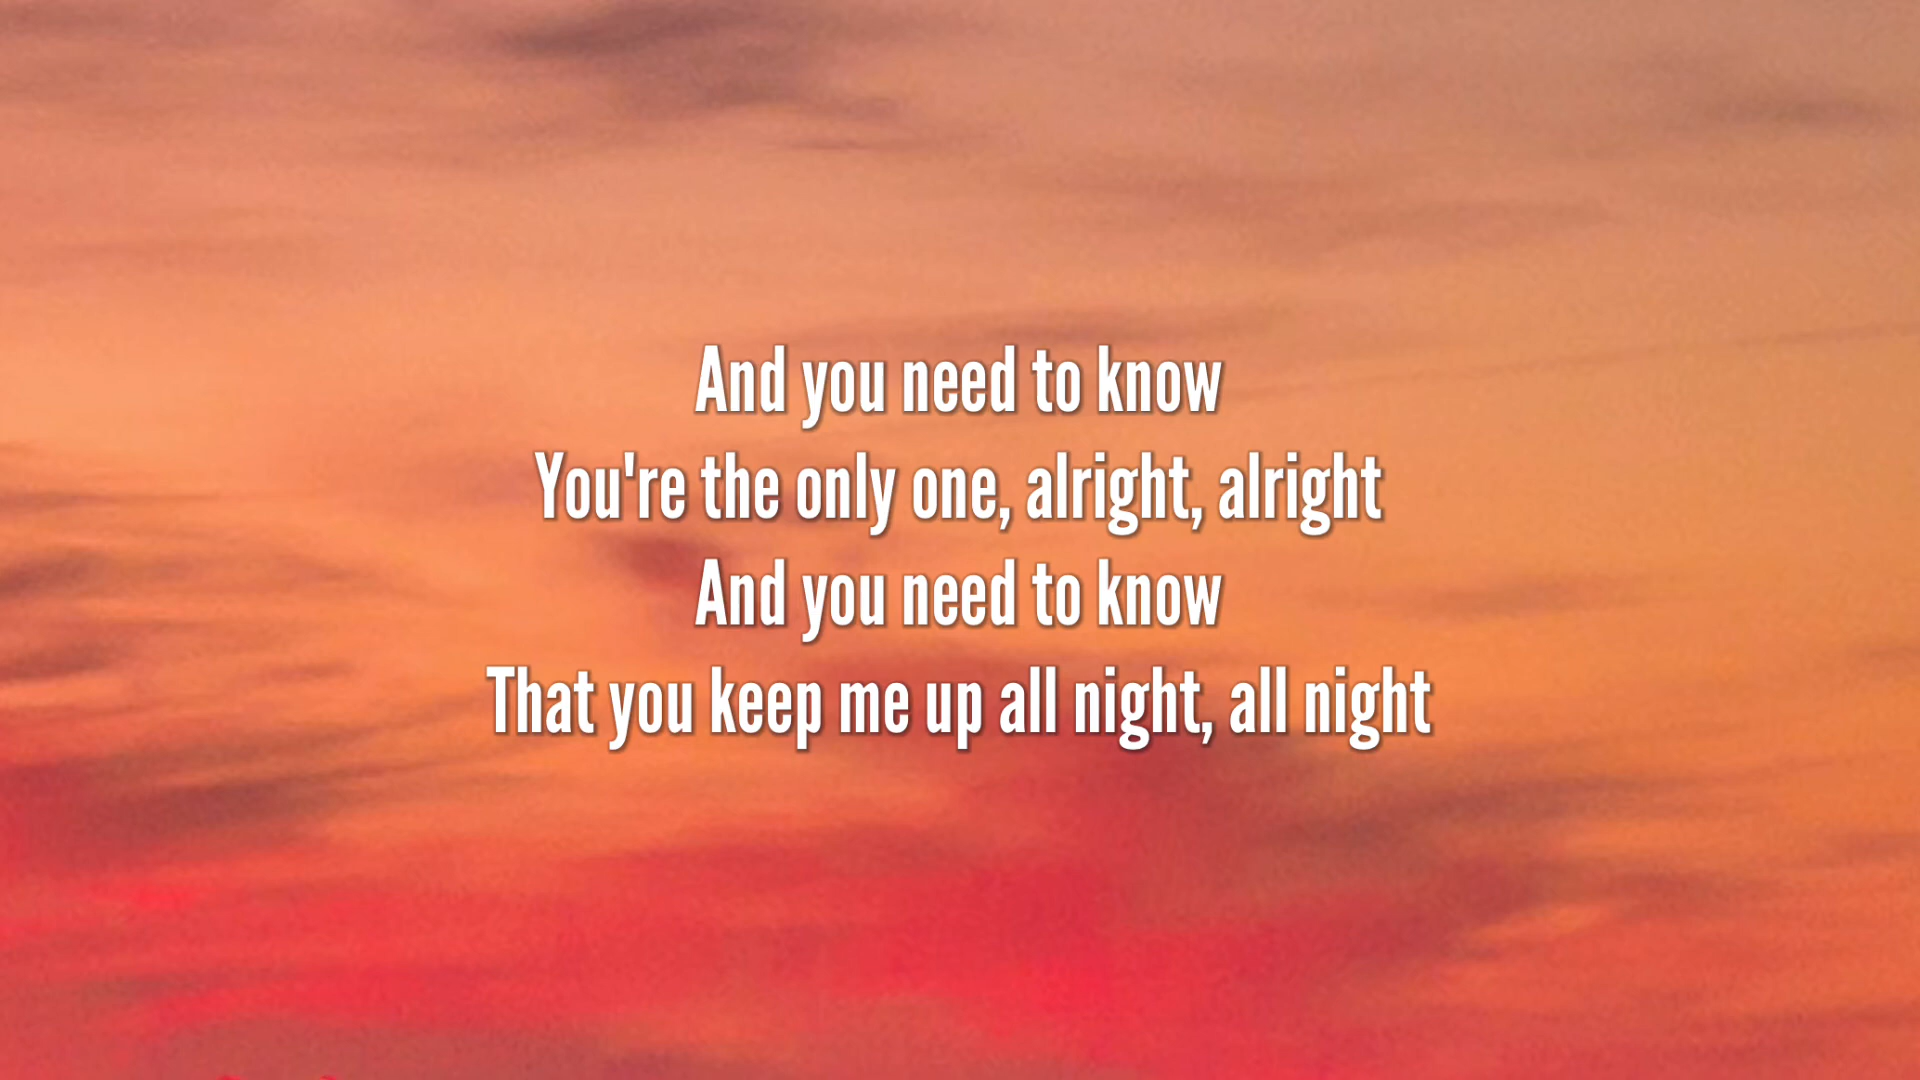 And you need to know
You're the only one, alright, alright
And you need to know
That you keep me up all night, all night